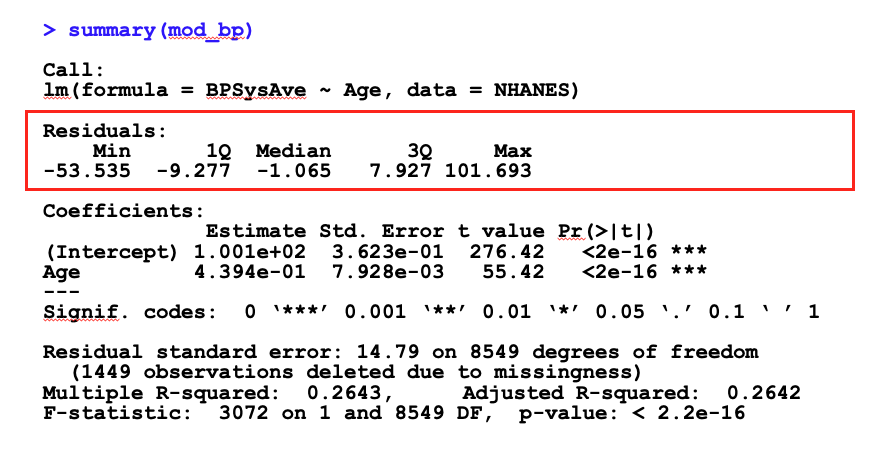 > summary(mod_bp)
Call:
lm(formula = BPSysAve ~ Age, data = NHANES)
Residuals:
Min 1Q Median 3Q Max
-53.535 -9.277 -1.065 7.927 101.693
Coefficients:
Estimate Std. Error t value Pr(>|t|)
(Intercept) 1.001e+02 3.623e-01 276.42 <2e-16 ***
Age 4.394e-01 7.928e-03 55.42 <2e-16 ***
---
Signif. codes: 0 ‘***’ 0.001 ‘**’ 0.01 ‘*’ 0.05 ‘.’ 0.1 ‘ ’ 1
Residual standard error: 14.79 on 8549 degrees of freedom
(1449 observations deleted due to missingness)
Multiple R-squared: 0.2643, Adjusted R-squared: 0.2642
F-statistic: 3072 on 1 and 8549 DF, p-value: < 2.2e-16